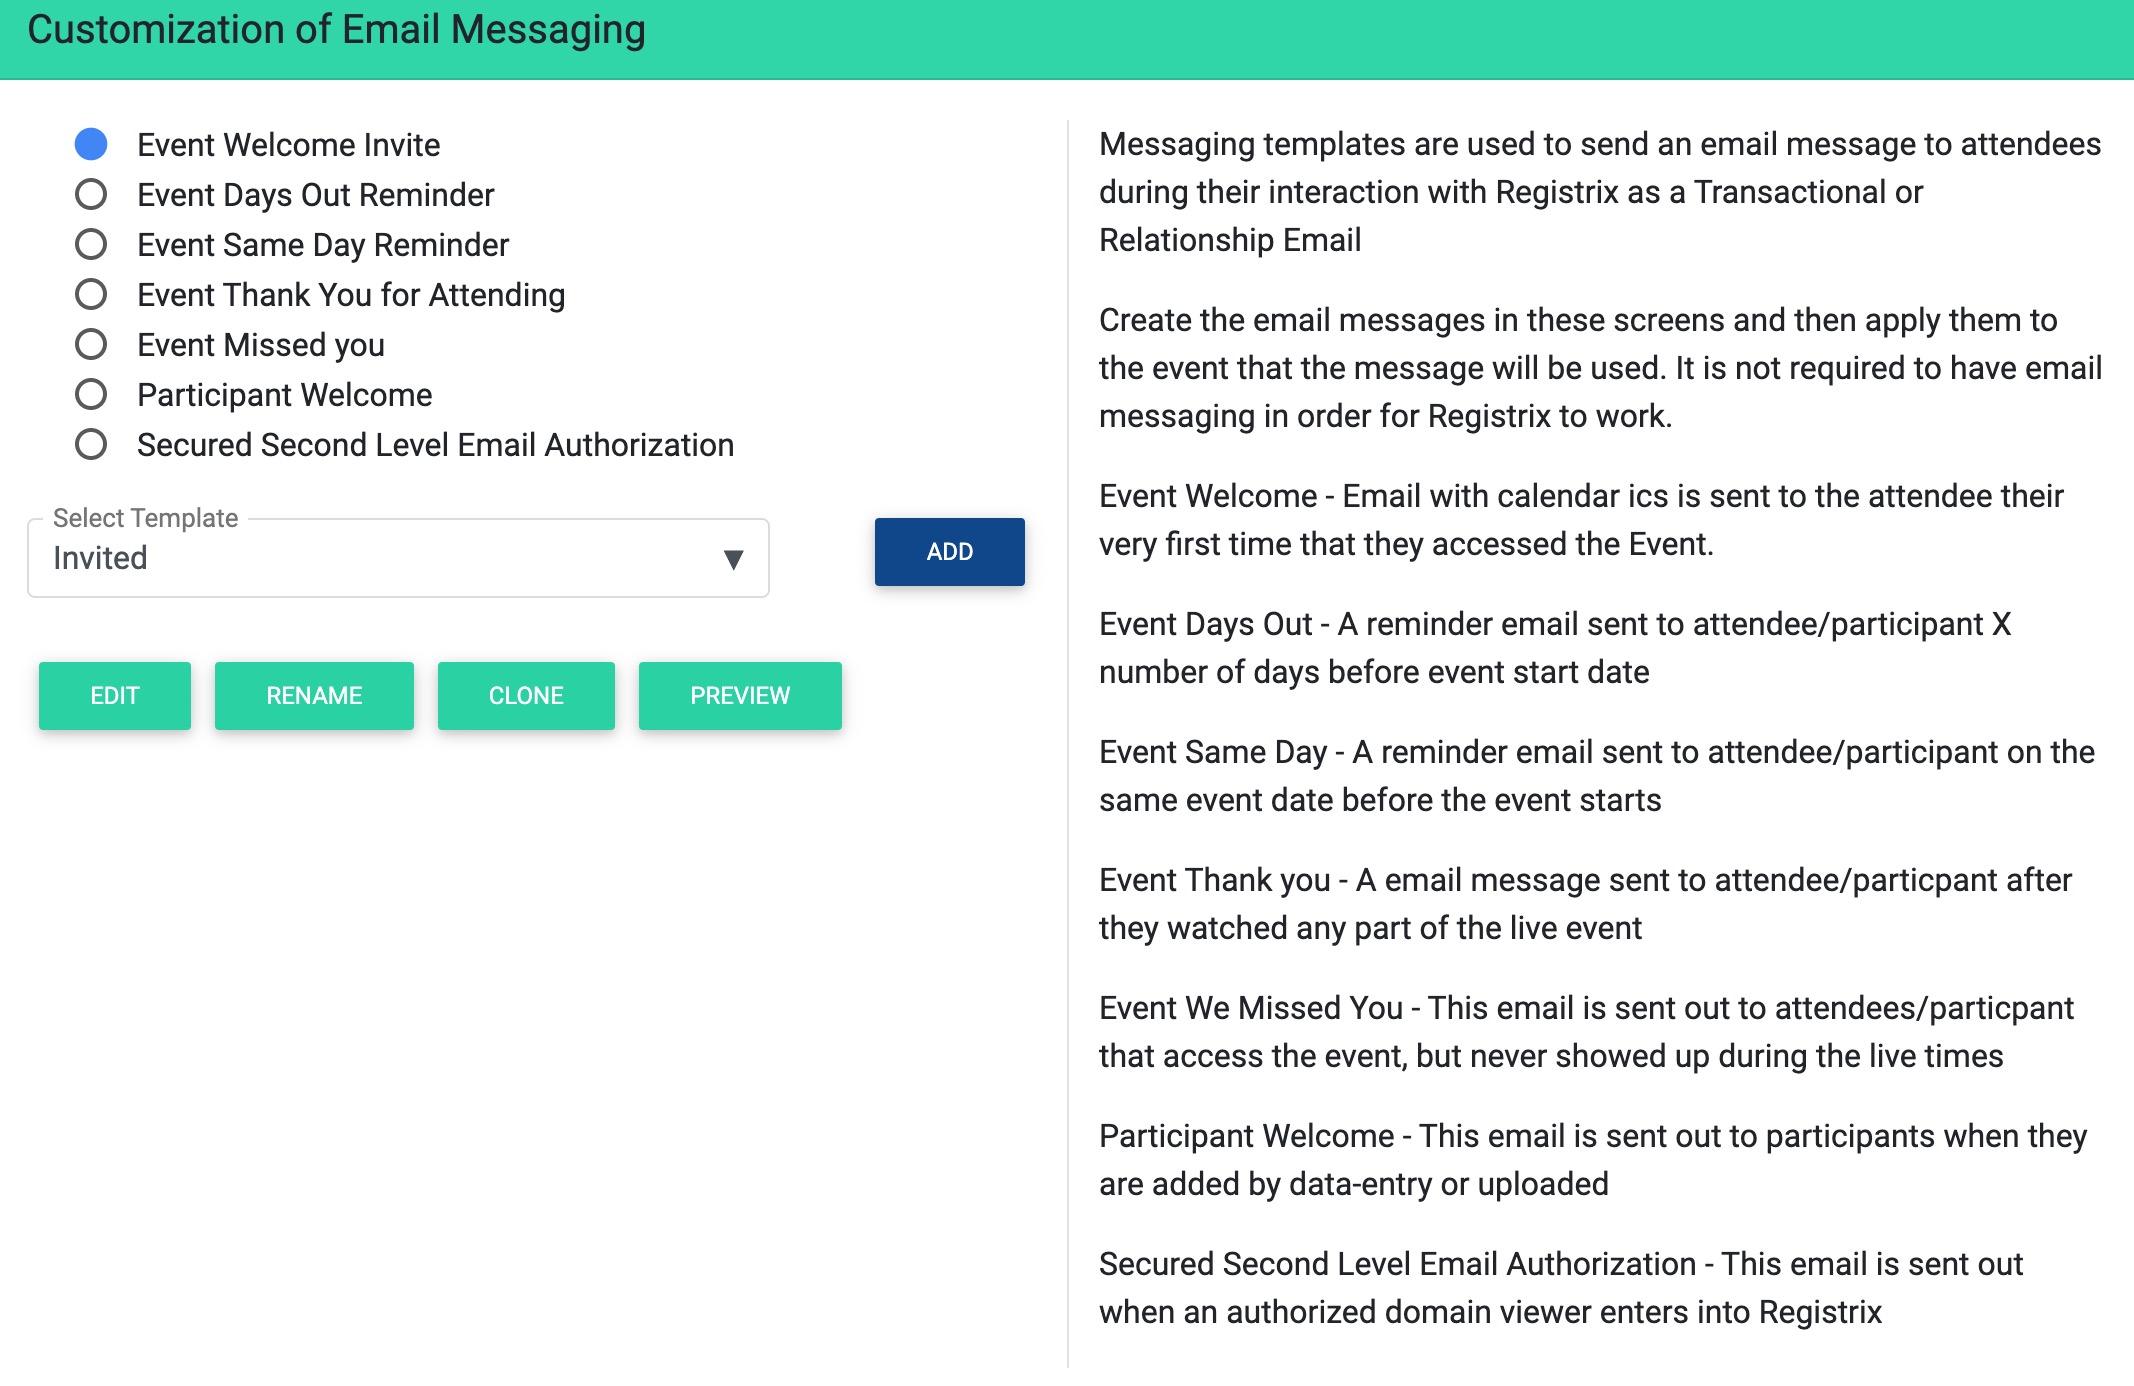 Customization of Email Messaging
Event Welcome Invite
Event Days Out Reminder
Event Same Day Reminder
Event Thank You for Attending
Event Missed you
Participant Welcome
Secured Second Level Email Authorization
Select Template
Invited
ADD
EDIT
RENAME
CLONE
PREVIEW
Messaging templates are used to send an email message to attendees
during their interaction with Registrix as a Transactional or
Relationship Email
Create the email messages in these screens and then apply them to
the event that the message will be used. It is not required to have email
messaging in order for Registrix to work.
Event Welcome - Email with calendar ics is sent to the attendee their
very first time that they accessed the Event.
Event Days Out - A reminder email sent to attendee/participant X
number of days before event start date
Event Same Day - A reminder email sent to attendee/participant on the
same event date before the event starts
Event Thank you - A email message sent to attendee/particpant after
they watched any part of the live event
Event We Missed You - This email is sent out to attendees/particpant
that access the event, but never showed up during the live times
Participant Welcome - This email is sent out to participants when they
are added by data-entry or uploaded
Secured Second Level Email Authorization - This email is sent out
when an authorized domain viewer enters into Registrix